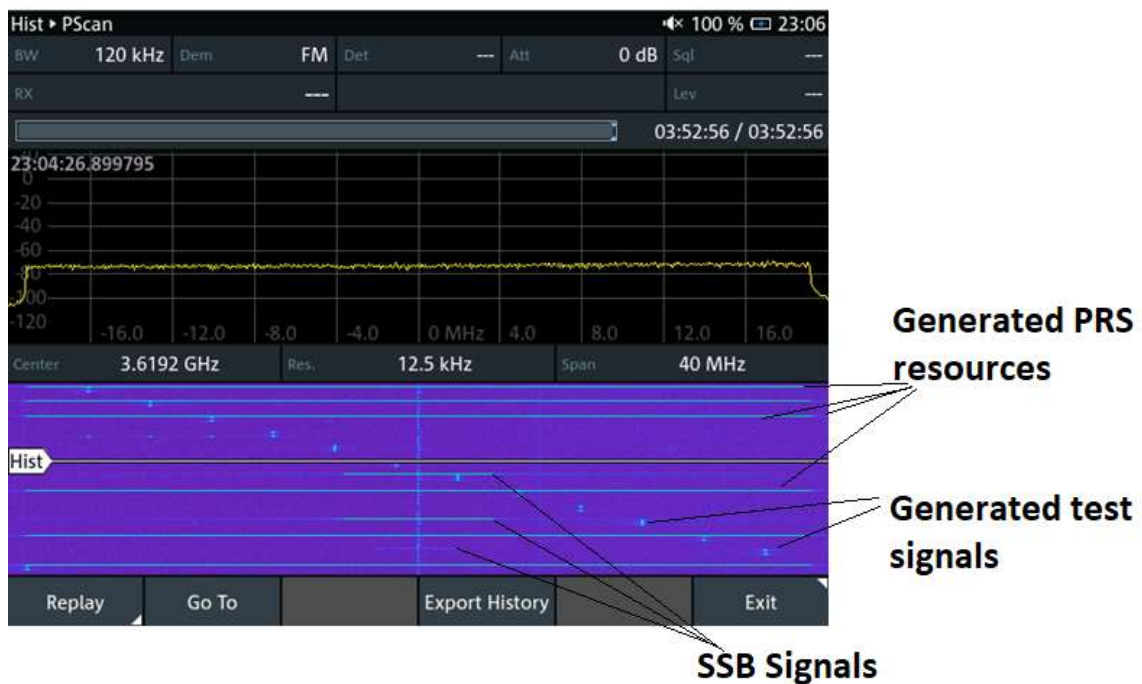 Hist ▸ PScan 100 % 23:06
BW 120 kHz Dem FM Det --- Att 0 dB Sql ---
RX --- Lev ---
03:52:56 / 03:52:56
23:04:26.899795
0
-20
-40
-60
-80
-100
-120
-16.0 -12.0 -8.0 -4.0 0 MHz 4.0 8.0 12.0 16.0
Center 3.6192 GHz Res. 12.5 kHz Span 40 MHz
Generated PRS
resources
Hist
Generated test
signals
Replay Go To Export History Exit
SSB Signals